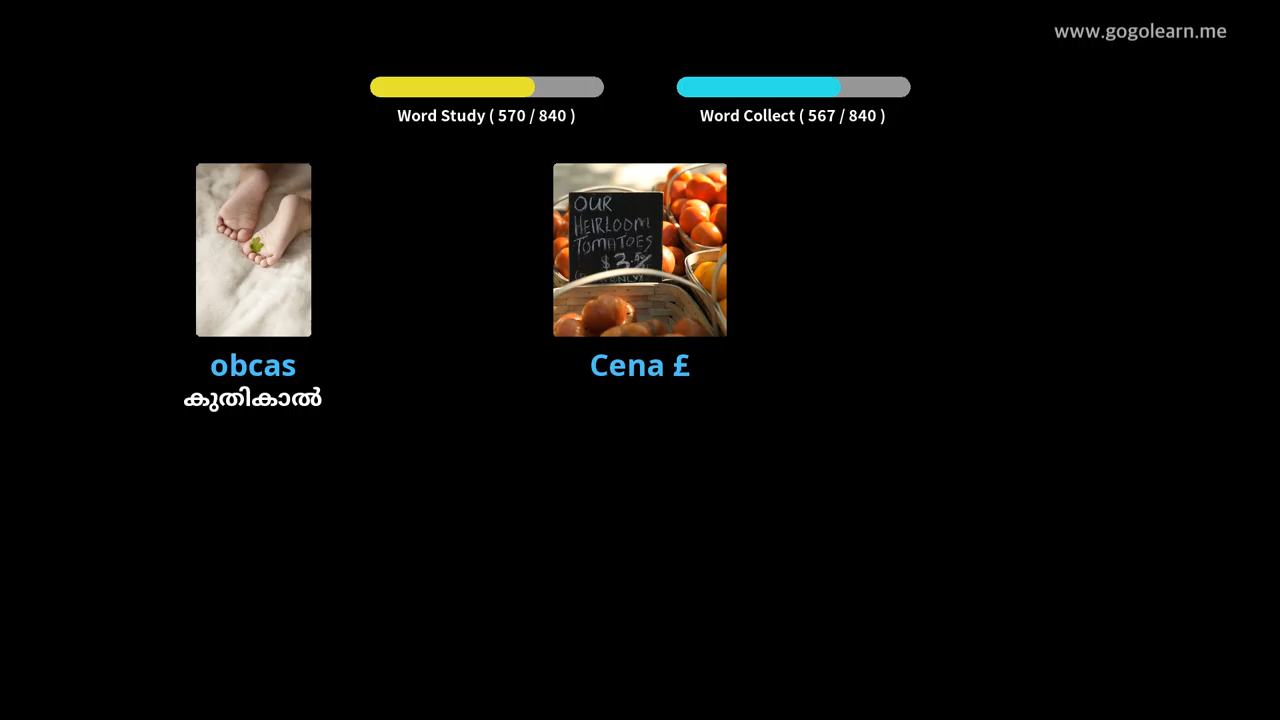 www.gogolearn.me
Word Study ( 570 / 840 )
Word Collect ( 567 / 840 )
OUR
HEIRLOOM
TOMATOES
obcas
Cena £
കുതികാൽ